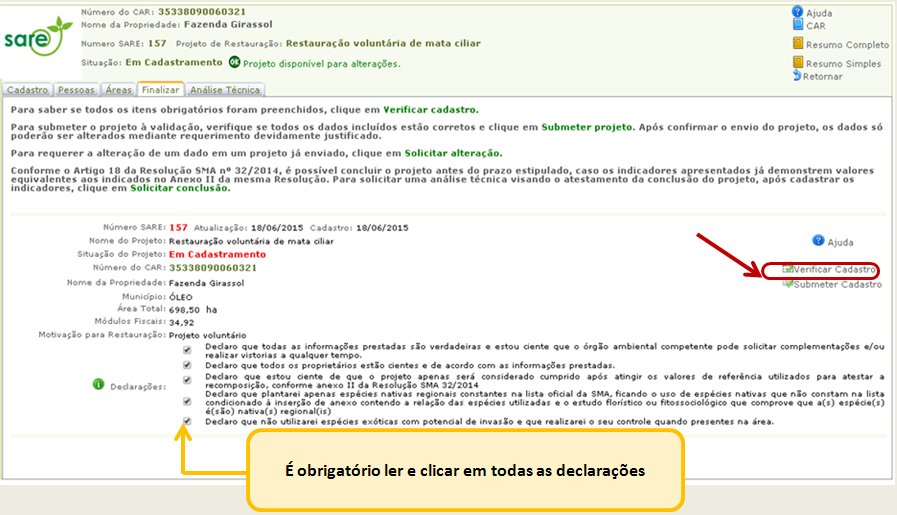 sare
Número do CAR: 35338090060321
Nome da Propriedade: Fazenda Girassol
Numero SARE: 157 Projeto de Restauração: Restauração voluntária de mata ciliar
Situação: Em Cadastramento OK Projeto disponível para alterações.
Ajuda
CAR
Resumo Completo
Resumo Simples
Retornar
Cadastro Pessoas Áreas Finalizar Análise Técnica
Para saber se todos os itens obrigatórios foram preenchidos, clique em Verificar cadastro.
Para submeter o projeto à validação, verifique se todos os dados incluídos estão corretos e clique em Submeter projeto. Após confirmar o envio do projeto, os dados só
poderão ser alterados mediante requerimento devidamente justificado.
Para requerer a alteração de um dado em um projeto já enviado, clique em Solicitar alteração.
Conforme o Artigo 18 da Resolução SMA nº 32/2014, é possível concluir o projeto antes do prazo estipulado, caso os indicadores apresentados já demonstrem valores
equivalentes aos indicados no Anexo II da mesma Resolução. Para solicitar uma análise técnica visando o atestamento da conclusão do projeto, após cadastrar os
indicadores, clique em Solicitar conclusão.
Número SARE: 157 Atualização: 18/06/2015 Cadastro: 18/06/2015
Nome do Projeto: Restauração voluntária de mata ciliar
Situação do Projeto: Em Cadastramento
Número do CAR: 35338090060321
Nome da Propriedade: Fazenda Girassol
Município: ÓLEO
Área Total: 698,50 ha
Módulos Fiscais: 34,92
Motivação para Restauração: Projeto voluntário
Ajuda
Verificar Cadastro
Submeter Cadastro
Declarações:
Declaro que todas as informações prestadas são verdadeiras e estou ciente que o órgão ambiental competente pode solicitar complementações e/ou
realizar vistorias a qualquer tempo.
Declaro que todos os proprietários estão cientes e de acordo com as informações prestadas.
Declaro que estou ciente de que o projeto apenas será considerado cumprido após atingir os valores de referência utilizados para atestar a
recomposição, conforme anexo II da Resolução SMA 32/2014
Declaro que plantarei apenas espécies nativas regionais constantes na lista oficial da SMA, ficando o uso de espécies nativas que não constam na lista
condicionado à inserção de anexo contendo a relação das espécies utilizadas e o estudo florístico ou fitossociológico que comprove que a(s) espécie(s)
é(são) nativa(s) regional(is)
Declaro que não utilizarei espécies exóticas com potencial de invasão e que realizarei o seu controle quando presentes na área.
É obrigatório ler e clicar em todas as declarações